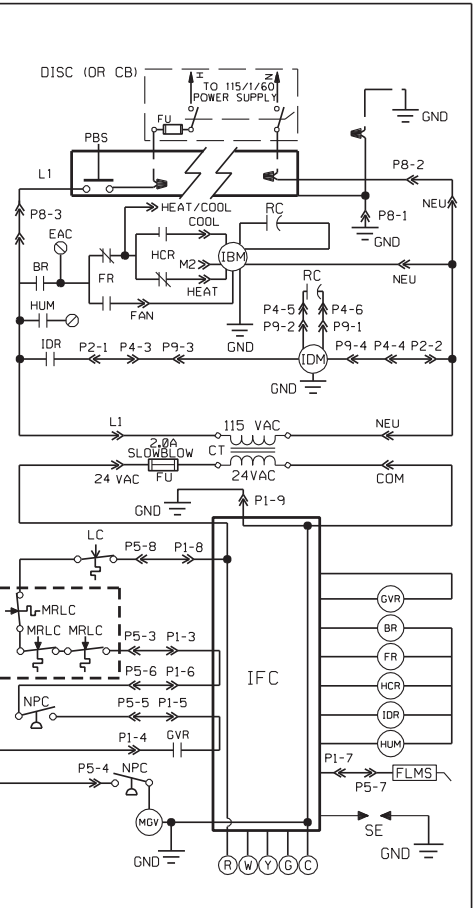 DISC (OR CB)
H
N
TO 115/1/60
POWER SUPPLY
FU
GND
PBS
L1
P8-2
P8-3
HEAT/COOL
COOL
RC
NEU
P8-1
GND
EAC
BR
FR
HCR
M2
IBM
HEAT
NEU
FAN
HUM
GND
RC
P4-5
P4-6
P9-2
P9-1
IDR
P2-1
P4-3
P9-3
IDM
P9-4
P4-4
P2-2
GND
L1
115 VAC
NEU
2.0A
SLOWBLOW
CT
24 VAC
FU
24VAC
COM
GND
P1-9
LC
P5-8
P1-8
MRLC
GVR
MRLC
MRLC
P5-3
P1-3
BR
P5-6
P1-6
FR
IFC
NPC
P5-5
P1-5
HCR
P1-4
GVR
IDR
HUM
P5-4
NPC
P1-7
FLMS
P5-7
MGV
SE
GND
GND
R
W
Y
G
C